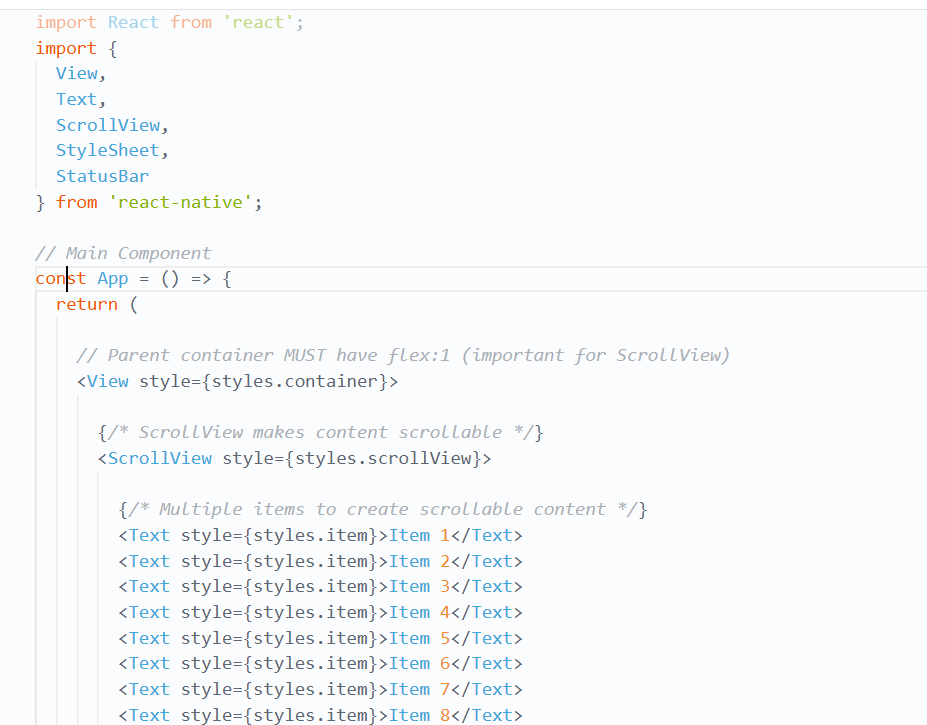 import React from 'react';
import {
  View,
  Text,
  ScrollView,
  StyleSheet,
  StatusBar
} from 'react-native';

// Main Component
const App = () => {
  return (

    // Parent container MUST have flex:1 (important for ScrollView)
    <View style={styles.container}>

      {/* ScrollView makes content scrollable */}
      <ScrollView style={styles.scrollView}>

        {/* Multiple items to create scrollable content */}
        <Text style={styles.item}>Item 1</Text>
        <Text style={styles.item}>Item 2</Text>
        <Text style={styles.item}>Item 3</Text>
        <Text style={styles.item}>Item 4</Text>
        <Text style={styles.item}>Item 5</Text>
        <Text style={styles.item}>Item 6</Text>
        <Text style={styles.item}>Item 7</Text>
        <Text style={styles.item}>Item 8</Text>